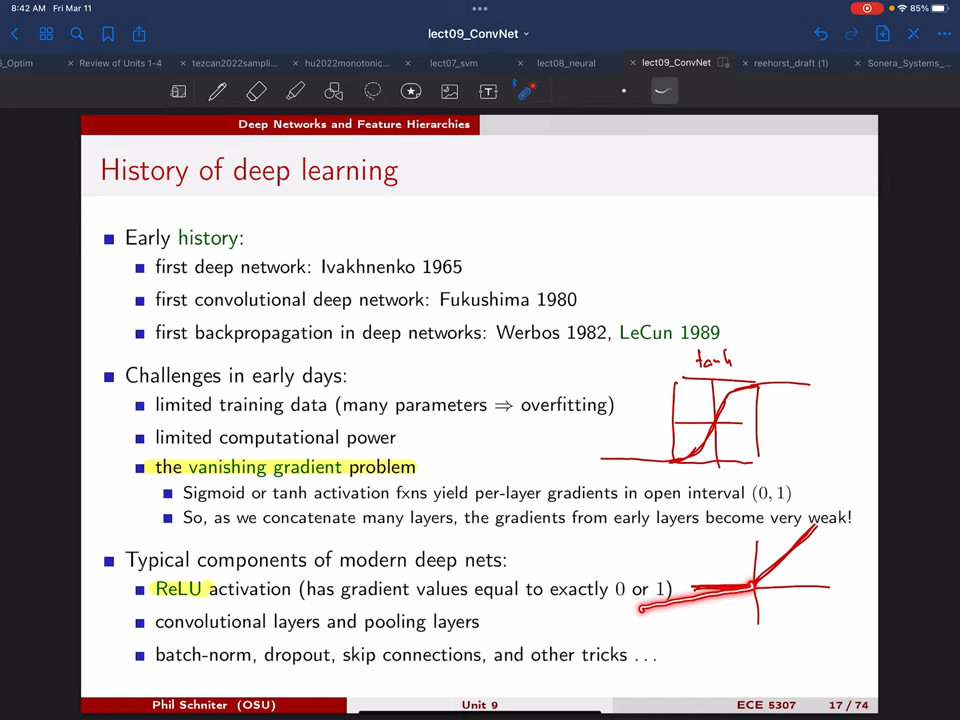 8:42 AM Fri Mar 11
85%
lect09_ConvNet
5_Optim
Review of Units 1-4
tezcan2022sampli...
hu2022monotonic...
lect07_svm
lect08_neural
lect09_ConvNet
reehorst_draft (1)
Sonera_Systems_...
Deep Networks and Feature Hierarchies
History of deep learning
Early history:
first deep network: Ivakhnenko 1965
first convolutional deep network: Fukushima 1980
first backpropagation in deep networks: Werbos 1982, LeCun 1989
tanh
Challenges in early days:
limited training data (many parameters ⇒ overfitting)
limited computational power
the vanishing gradient problem
Sigmoid or tanh activation fxns yield per-layer gradients in open interval (0, 1)
So, as we concatenate many layers, the gradients from early layers become very weak!
Typical components of modern deep nets:
ReLU activation (has gradient values equal to exactly 0 or 1)
convolutional layers and pooling layers
batch-norm, dropout, skip connections, and other tricks ...
Phil Schniter (OSU)
Unit 9
ECE 5307
17 / 74